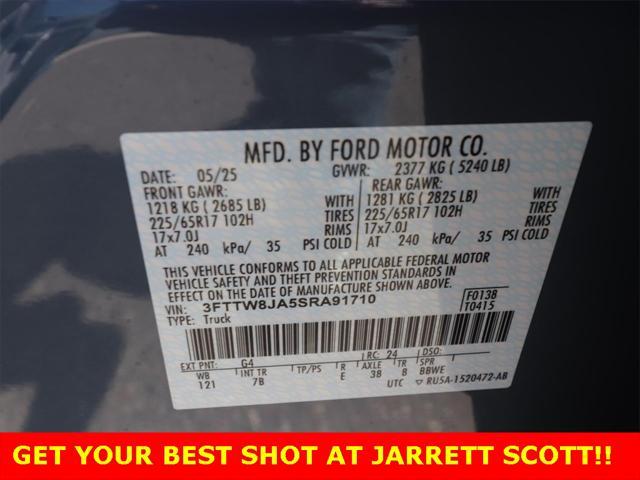 MFD. BY FORD MOTOR CO.
05/25 GVWR: 2377 KG ( 5240 LB)
FRONT GAWR: REAR GAWR:
1218 KG ( 2685 LB) WITH 1281 KG ( 2825 LB) WITH
225/65R17 102H TIRES 225/65R17 102H TIRES
17x7.0J RIMS 17x7.0J RIMS
AT 240 kPa/ 35 PSI COLD AT 240 kPa/ 35 PSI COLD
THIS VEHICLE CONFORMS TO ALL APPLICABLE FEDERAL MOTOR
VEHICLE SAFETY AND THEFT PREVENTION STANDARDS IN
EFFECT ON THE DATE OF MANUFACTURE SHOWN ABOVE.
VIN: 3FTTW8JA5SRA91710 F0138
TYPE: Truck T0415
EXT PNT: G4 RC: 24 DSO:
WB INT TR TP/PS R AXLE TR SPR
121 7B E 38 8 BBWE
UTC ▽ RU5A-1520472-AB
GET YOUR BEST SHOT AT JARRETT SCOTT!!